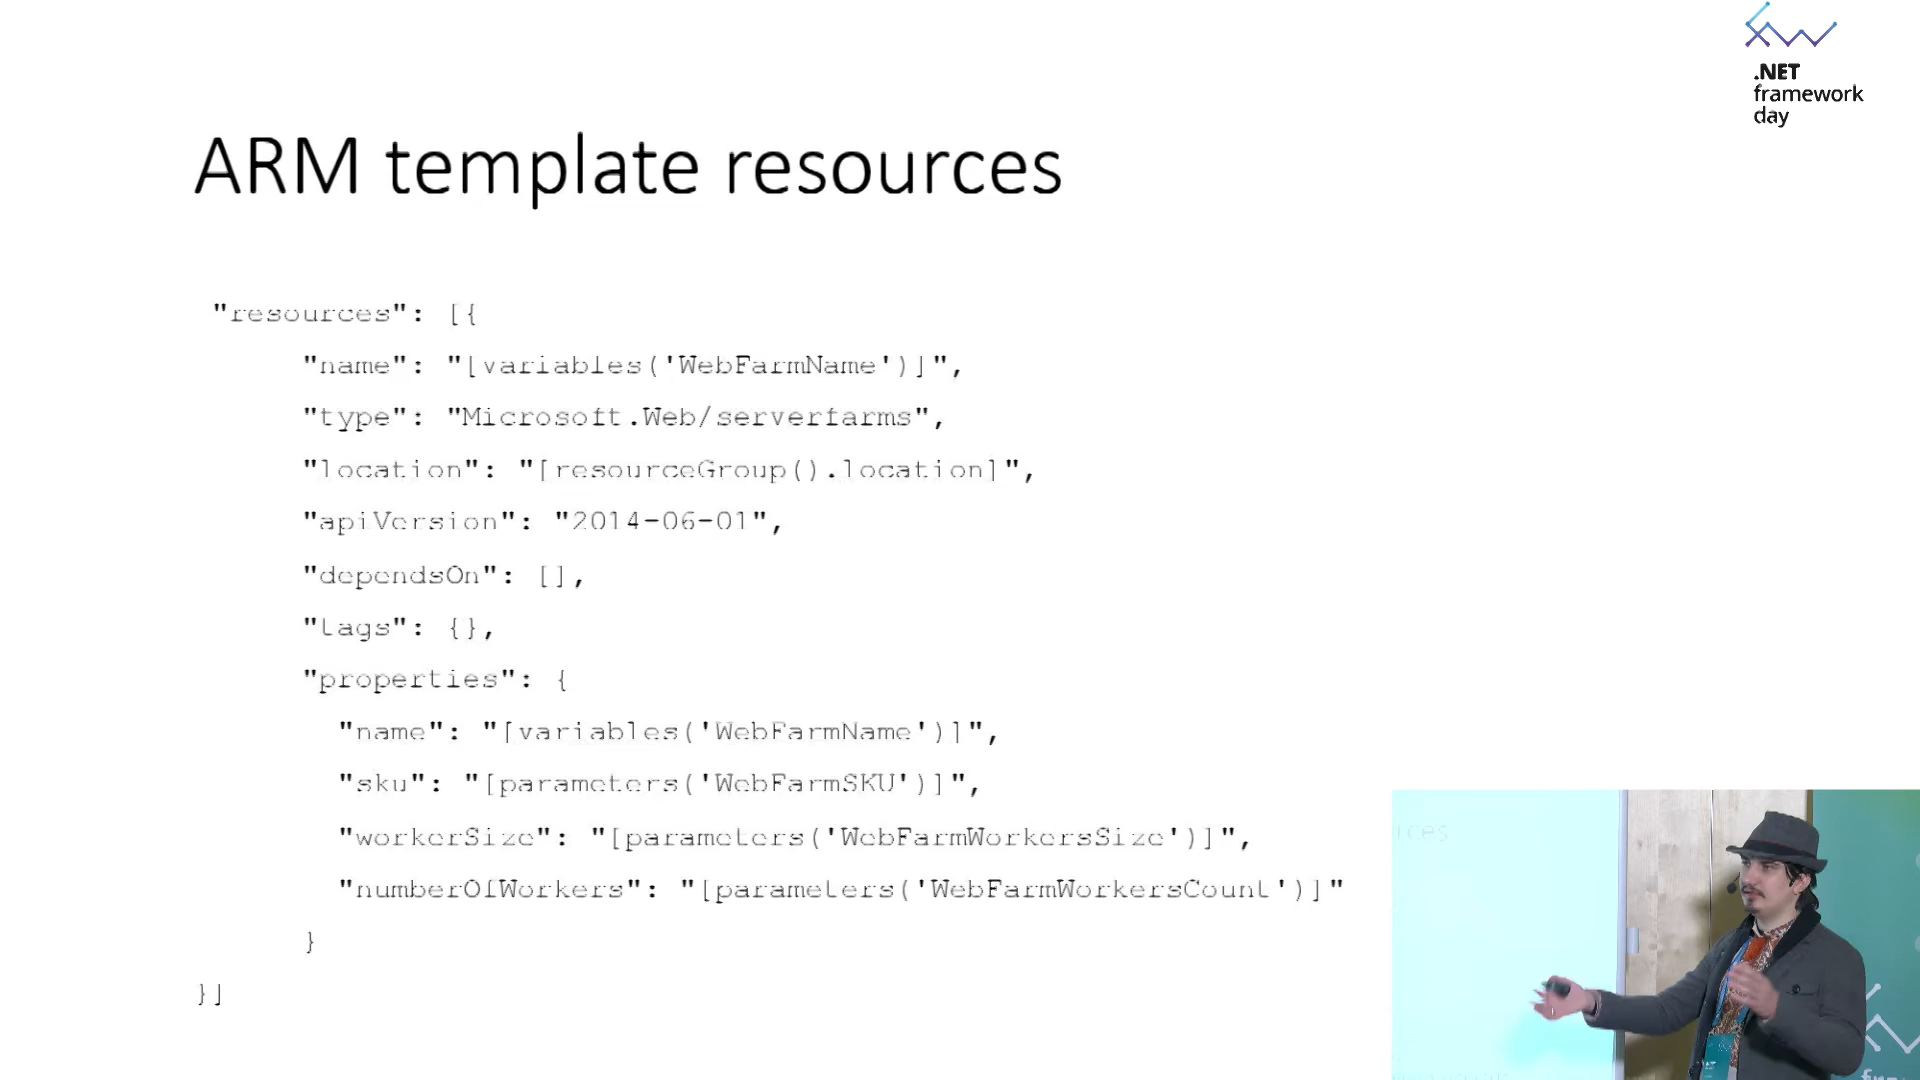 .NET
framework
day
ARM template resources
"resources": [{
"name": "[variables('WebFarmName')]",
"type": "Microsoft.Web/serverfarms",
"location": "[resourceGroup().location]",
"apiVersion": "2014-06-01",
"dependsOn": [],
"tags": {},
"properties": {
"name": "[variables('WebFarmName')]",
"sku": "[parameters('WebFarmSKU')]",
"workerSize": "[parameters('WebFarmWorkersSize')]",
"numberOfWorkers": "[parameters('WebFarmWorkersCount')]"
}
}]